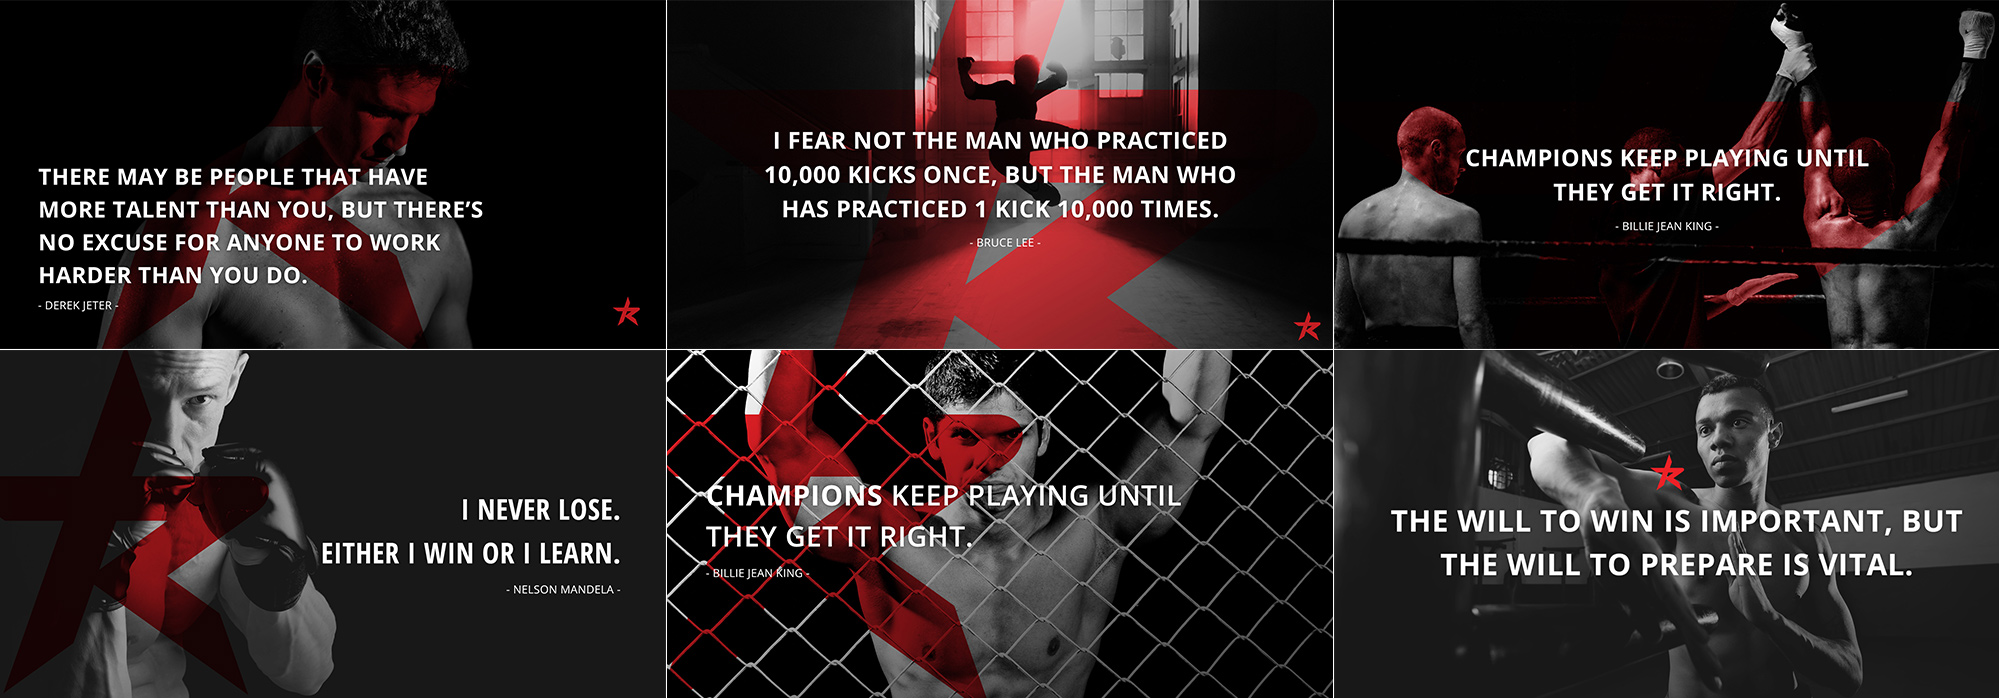 THERE MAY BE PEOPLE THAT HAVE
MORE TALENT THAN YOU, BUT THERE'S
NO EXCUSE FOR ANYONE TO WORK
HARDER THAN YOU DO.
- DEREK JETER -
I FEAR NOT THE MAN WHO PRACTICED
10,000 KICKS ONCE, BUT THE MAN WHO
HAS PRACTICED 1 KICK 10,000 TIMES.
- BRUCE LEE -
CHAMPIONS KEEP PLAYING UNTIL
THEY GET IT RIGHT.
- BILLIE JEAN KING -
I NEVER LOSE.
EITHER I WIN OR I LEARN.
- NELSON MANDELA -
CHAMPIONS KEEP PLAYING UNTIL
THEY GET IT RIGHT.
- BILLIE JEAN KING -
THE WILL TO WIN IS IMPORTANT, BUT
THE WILL TO PREPARE IS VITAL.